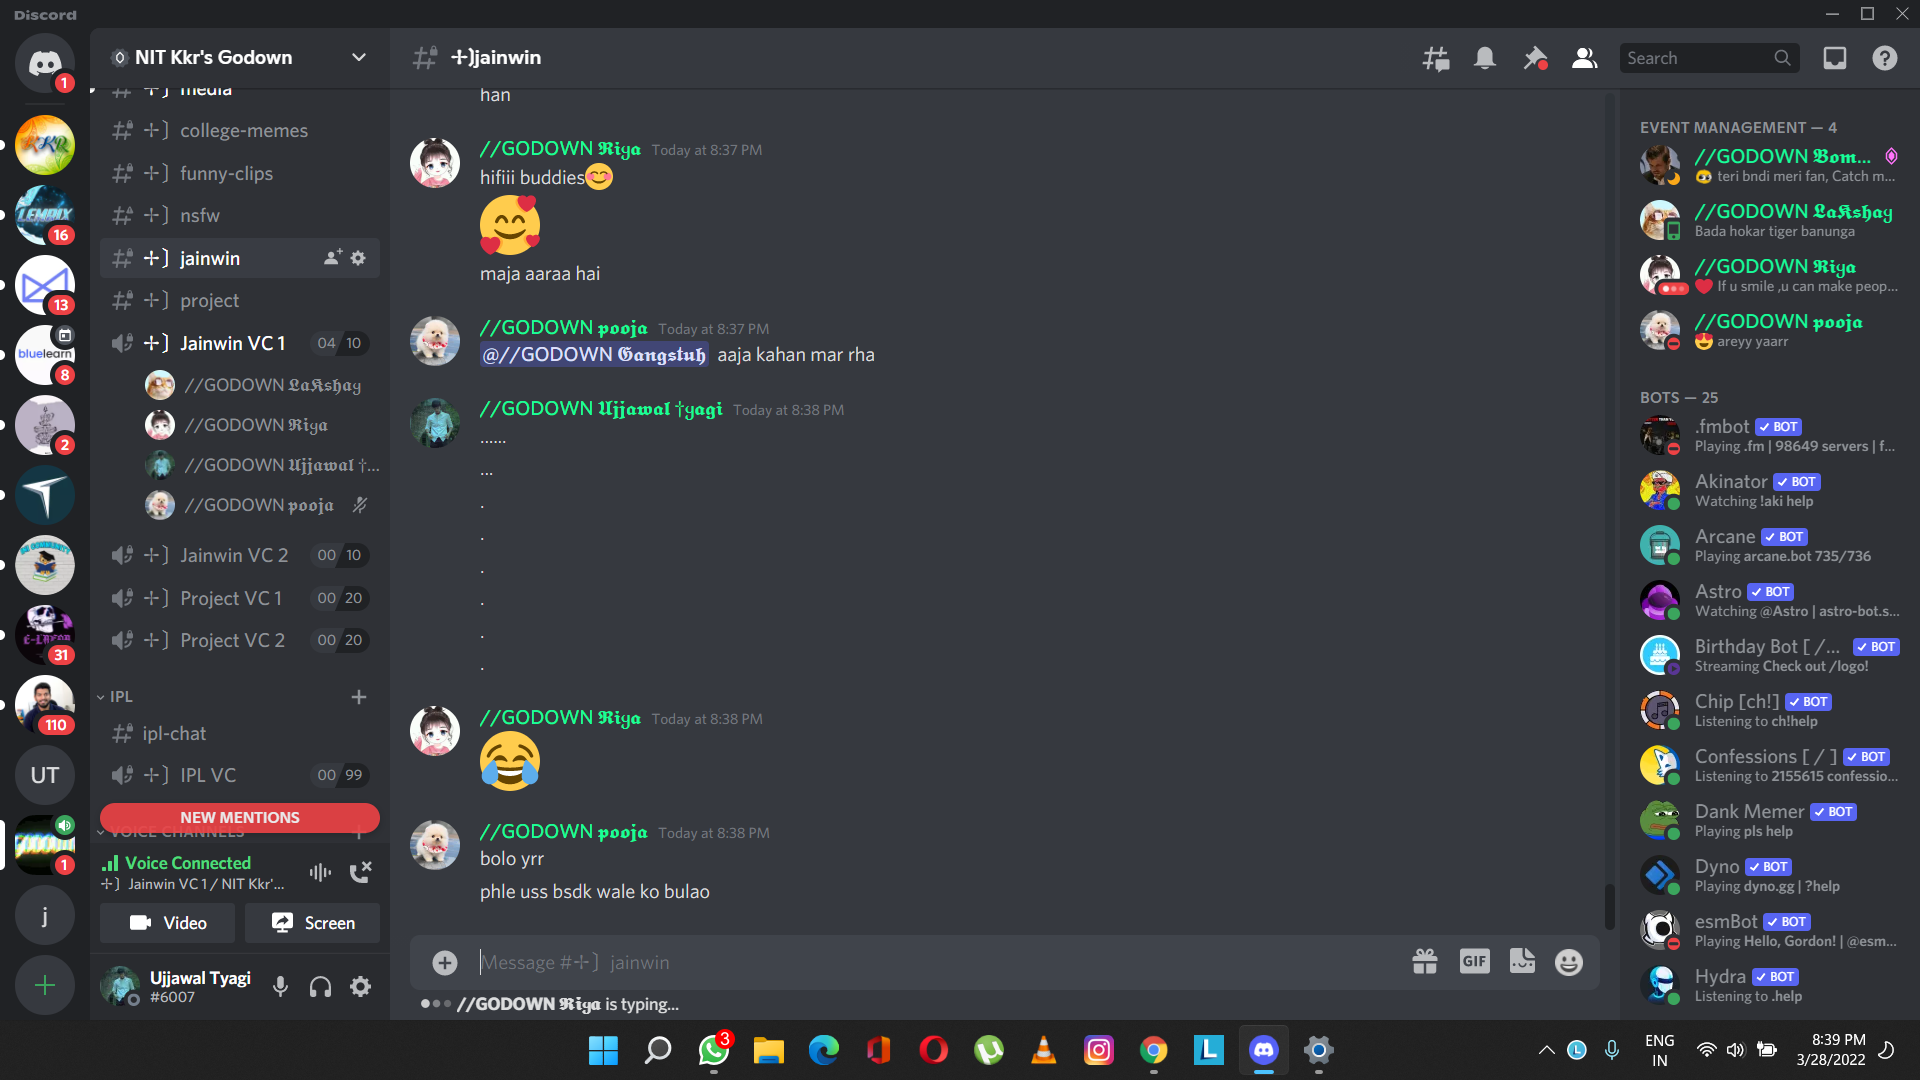 Discord
NIT Kkr's Godown
media
college-memes
funny-clips
nsfw
jainwin
project
Jainwin VC 1 04 10
//GODOWN 𝕷𝖆𝕶𝖘𝖍𝖆𝖞
//GODOWN 𝕽𝖎𝖞𝖆
//GODOWN 𝖀𝖏𝖏𝖆𝖜𝖆𝖑 †...
//GODOWN 𝖕𝖔𝖔𝖏𝖆
Jainwin VC 2 00 10
Project VC 1 00 20
Project VC 2 00 20
IPL
ipl-chat
IPL VC 00 99
NEW MENTIONS
VOICE CHANNELS
Voice Connected
Jainwin VC 1 / NIT Kkr'...
Video Screen
Ujjawal Tyagi
#6007
1
KKR
LEMPIX
16
13
bluelearn
8
2
31
110
UT
1
j
jainwin
Search
han
//GODOWN 𝕽𝖎𝖞𝖆 Today at 8:37 PM
hifiii buddies😊
🥰
maja aaraa hai
//GODOWN 𝖕𝖔𝖔𝖏𝖆 Today at 8:37 PM
@//GODOWN 𝕲𝖆𝖓𝖌𝖘𝖙𝖚𝖍 aaja kahan mar rha
//GODOWN 𝖀𝖏𝖏𝖆𝖜𝖆𝖑 †𝖞𝖆𝖌𝖎 Today at 8:38 PM
......
...
.
.
.
.
.
.
//GODOWN 𝕽𝖎𝖞𝖆 Today at 8:38 PM
😂
//GODOWN 𝖕𝖔𝖔𝖏𝖆 Today at 8:38 PM
bolo yrr
phle uss bsdk wale ko bulao
Message #⊹〕jainwin
GIF
//GODOWN 𝕽𝖎𝖞𝖆 is typing...
EVENT MANAGEMENT — 4
//GODOWN 𝕭𝖔𝖒...
teri bndi meri fan, Catch m...
//GODOWN 𝕷𝖆𝕶𝖘𝖍𝖆𝖞
Bada hokar tiger banunga
//GODOWN 𝕽𝖎𝖞𝖆
❤️ If u smile ,u can make peop...
//GODOWN 𝖕𝖔𝖔𝖏𝖆
😍 areyy yaarr
BOTS — 25
.fmbot ✓ BOT
Playing .fm | 98649 servers | f...
Akinator ✓ BOT
Watching !aki help
Arcane ✓ BOT
Playing arcane.bot 735/736
Astro ✓ BOT
Watching @Astro | astro-bot.s...
Birthday Bot [ /... ✓ BOT
Streaming Check out /logo!
Chip [ch!] ✓ BOT
Listening to ch!help
Confessions [ / ] ✓ BOT
Listening to 2155615 confessio...
Dank Memer ✓ BOT
Playing pls help
Dyno ✓ BOT
Playing dyno.gg | ?help
esmBot ✓ BOT
Playing Hello, Gordon! | @esm...
Hydra ✓ BOT
Listening to .help
3
L
ENG
IN
8:39 PM
3/28/2022